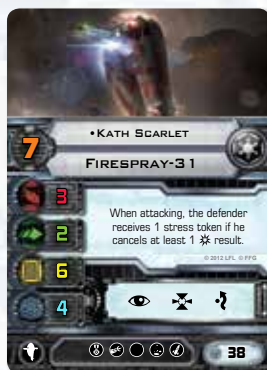 •Kath Scarlet
7
Firespray-31
3
2
6
4
When attacking, the defender
receives 1 stress token if he
cancels at least 1 result.
© 2012 LFL © FFG
38